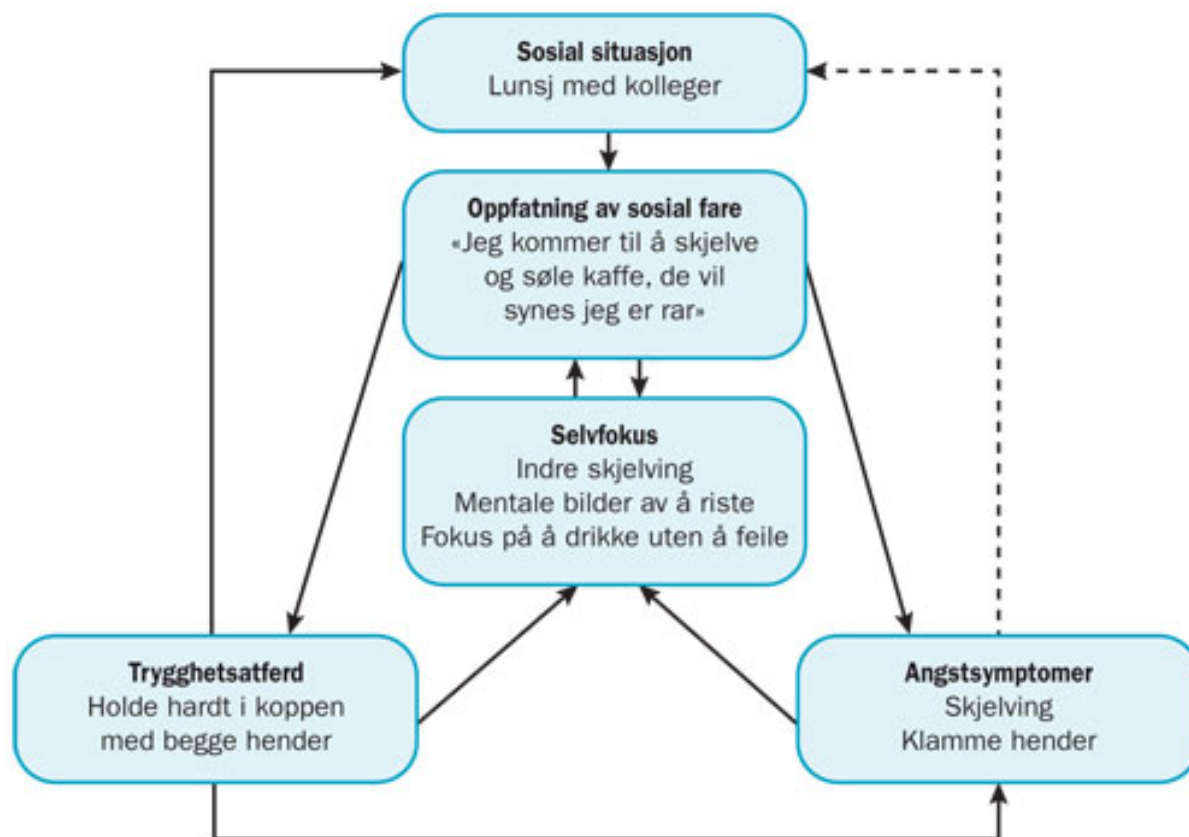 Sosial situasjon
Lunsj med kolleger
Oppfatning av sosial fare
«Jeg kommer til å skjelve
og søle kaffe, de vil
synes jeg er rar»
Selvfokus
Indre skjelving
Mentale bilder av å riste
Fokus på å drikke uten å feile
Trygghetsatferd
Holde hardt i koppen
med begge hender
Angstsymptomer
Skjelving
Klamme hender